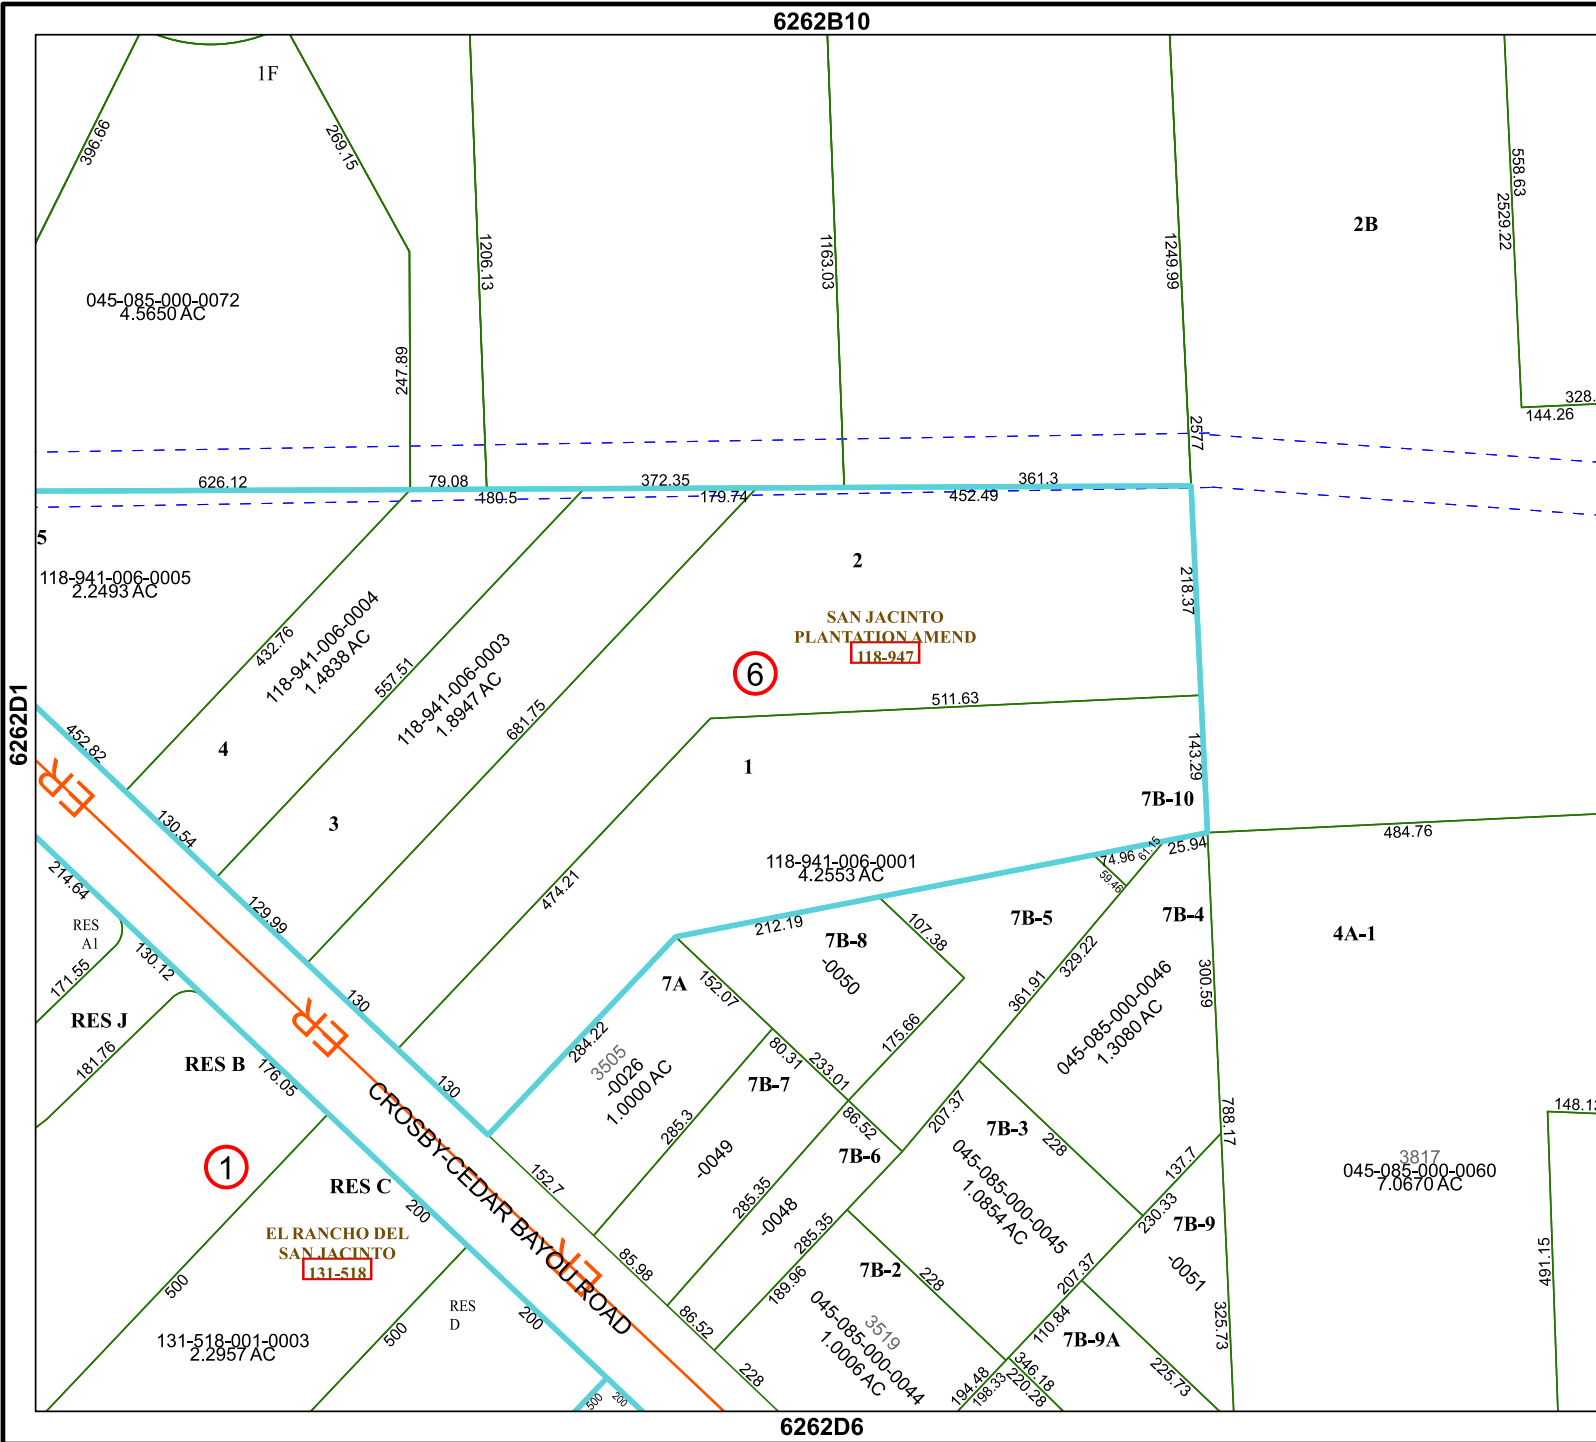 6262B10
1F
396.66
269.15
1206.13
1163.03
1249.99
558.63
2529.22
2B
045-085-000-0072
4.5650 AC
247.89
328.
144.26
2577
626.12
79.08
480.5
372.35
179.74
452.49
361.3
5
118-941-006-0005
2.2493 AC
432.76
118-941-006-0004
1.4838 AC
557.51
118-941-006-0003
1.8947 AC
681.75
2
SAN JACINTO
PLANTATION AMEND
118-947
6
218.37
511.63
143.29
6262D1
452.82
4
ER
130.54
3
1
7B-10
484.76
118-941-006-0001
4.2553 AC
74.96
61.15
25.94
59.46
214.64
129.99
474.21
RES
A1
171.55
130.12
212.19
7B-8
-0050
107.38
7B-5
7B-4
4A-1
329.22
361.91
300.59
7A
152.07
130
RES J
181.76
ER
RES B
176.05
284.22
3505
-0026
1.0000 AC
175.66
045-085-000-0046
1.3080 AC
80.31
233.01
7B-7
130
CROSBY-CEDAR BAYOU ROAD
285.3
-0049
86.52
207.37
7B-3
228
788.17
148.13
1
7B-6
137.7
3817
045-085-000-0060
7.0670 AC
152.7
RES C
200
285.35
-0048
045-085-000-0045
1.0854 AC
230.33
7B-9
-0051
EL RANCHO DEL
SAN JACINTO
131-518
ER
85.98
285.35
189.96
7B-2
228
207.37
491.15
500
RES
D
200
86.52
045-085-000-0044
3519
1.0006 AC
110.84
7B-9A
325.73
131-518-001-0003
2.2957 AC
500
228
346.18
220.28
194.48
198.33
225.73
500
200
6262D6